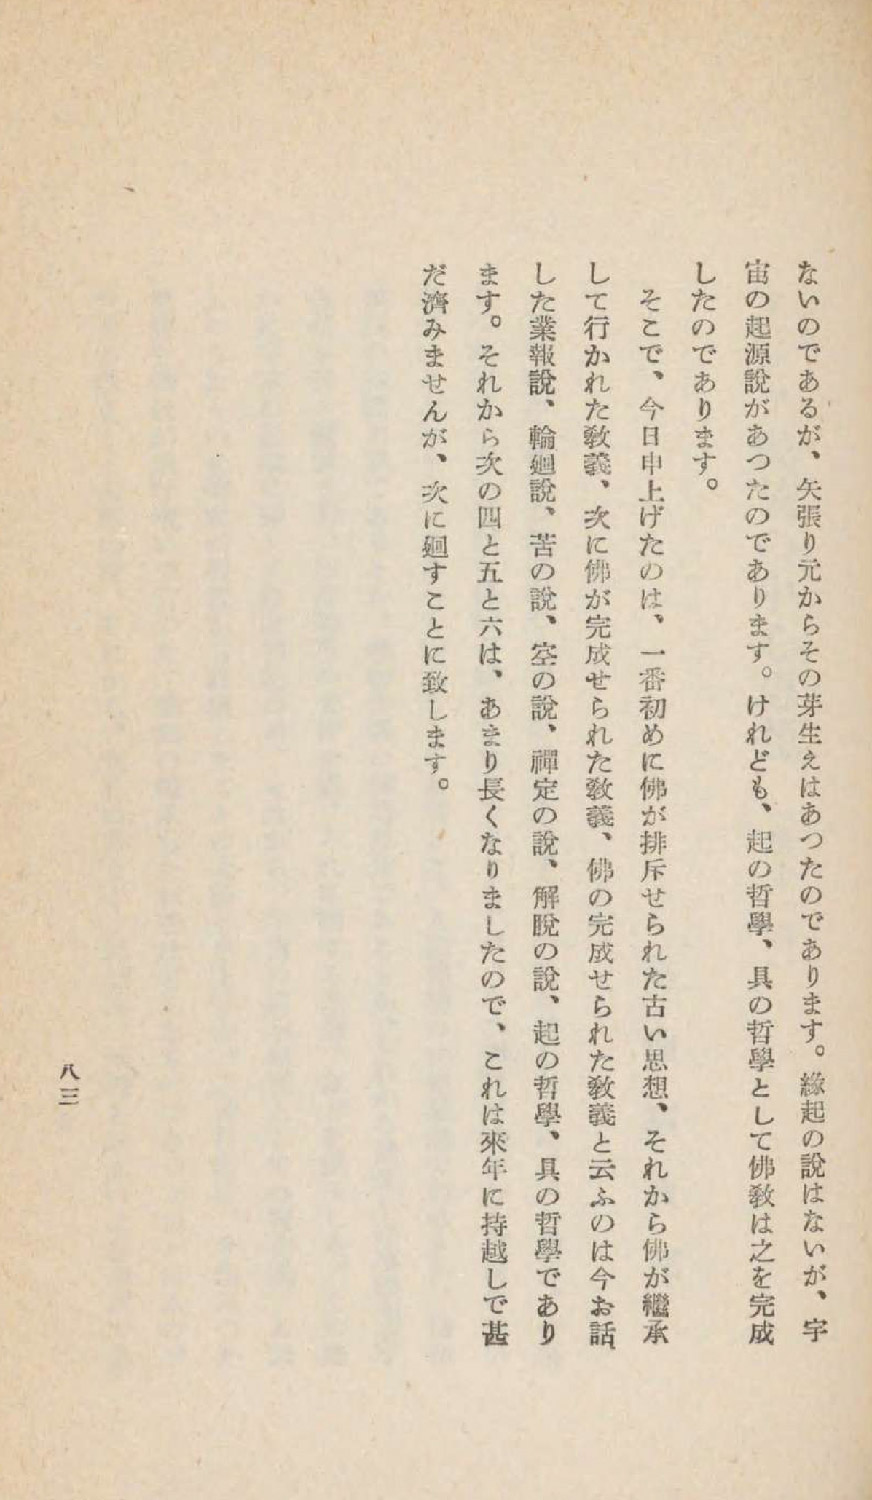 ないのであるが、矢張り元からその芽生えはあつたのであります。緣起の說はないが、宇
宙の起源說があつたのであります。けれども、起の哲學、具の哲學として佛敎は之を完成
したのであります。
そこで、今日申上げたのは、一番初めに佛が排斥せられた古い思想、それから佛が繼承
して行かれた敎義、次に佛が完成せられた敎義、佛の完成せられた敎義と云ふのは今お話
した業報說、輪廻說、苦の說、空の說、禪定の說、解脫の說、起の哲學、具の哲學であり
ます。それから次の四と五と六は、あまり長くなりましたので、これは來年に持越しで甚
だ濟みませんが、次に廻すことに致します。
八三